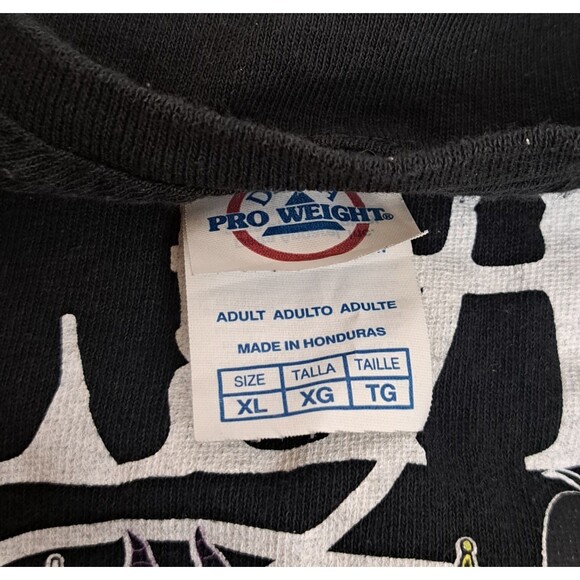 PRO WEIGHT®
ADULT ADULTO ADULTE
MADE IN HONDURAS
SIZE TALLA TAILLE
XL XG TG